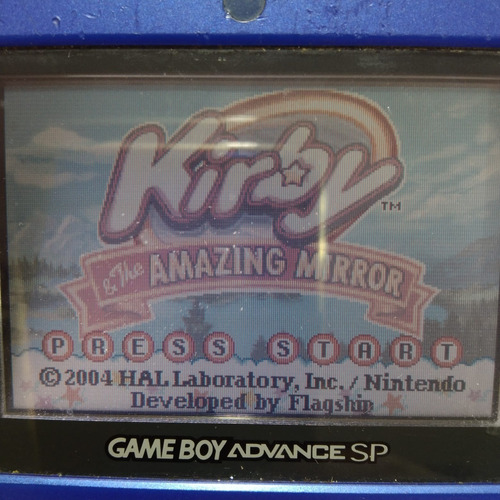 Kirby
TM
& The AMAZING MIRROR
PRESS START
©2004 HAL Laboratory, Inc. / Nintendo
Developed by Flagship
GAME BOY ADVANCE SP